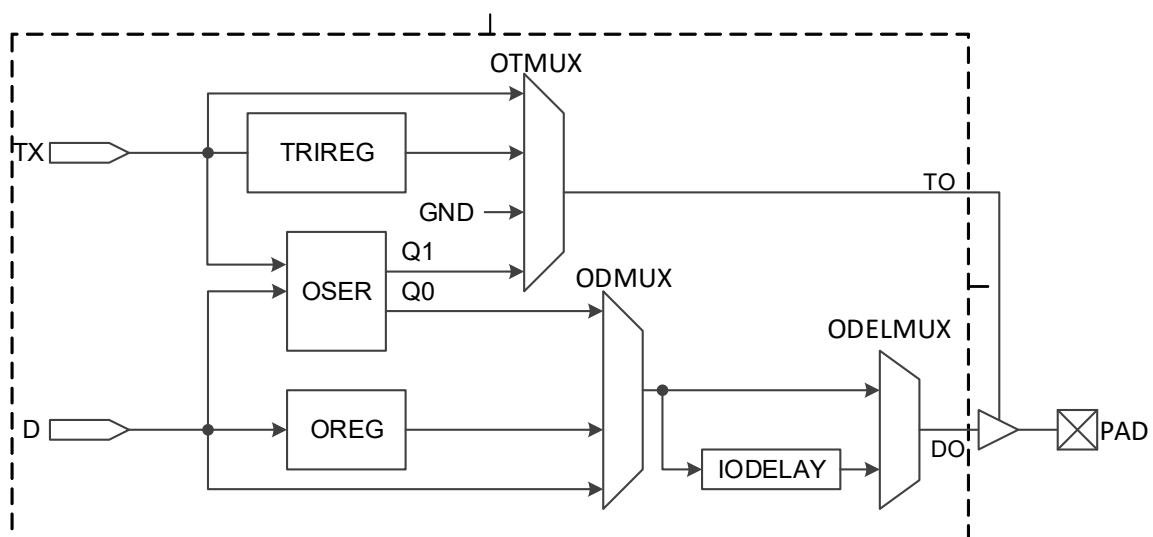 OTMUX
TX
TRIREG
TO
GND
Q1
OSER
Q0
ODMUX
ODELMUX
D
OREG
DO
PAD
IODELAY